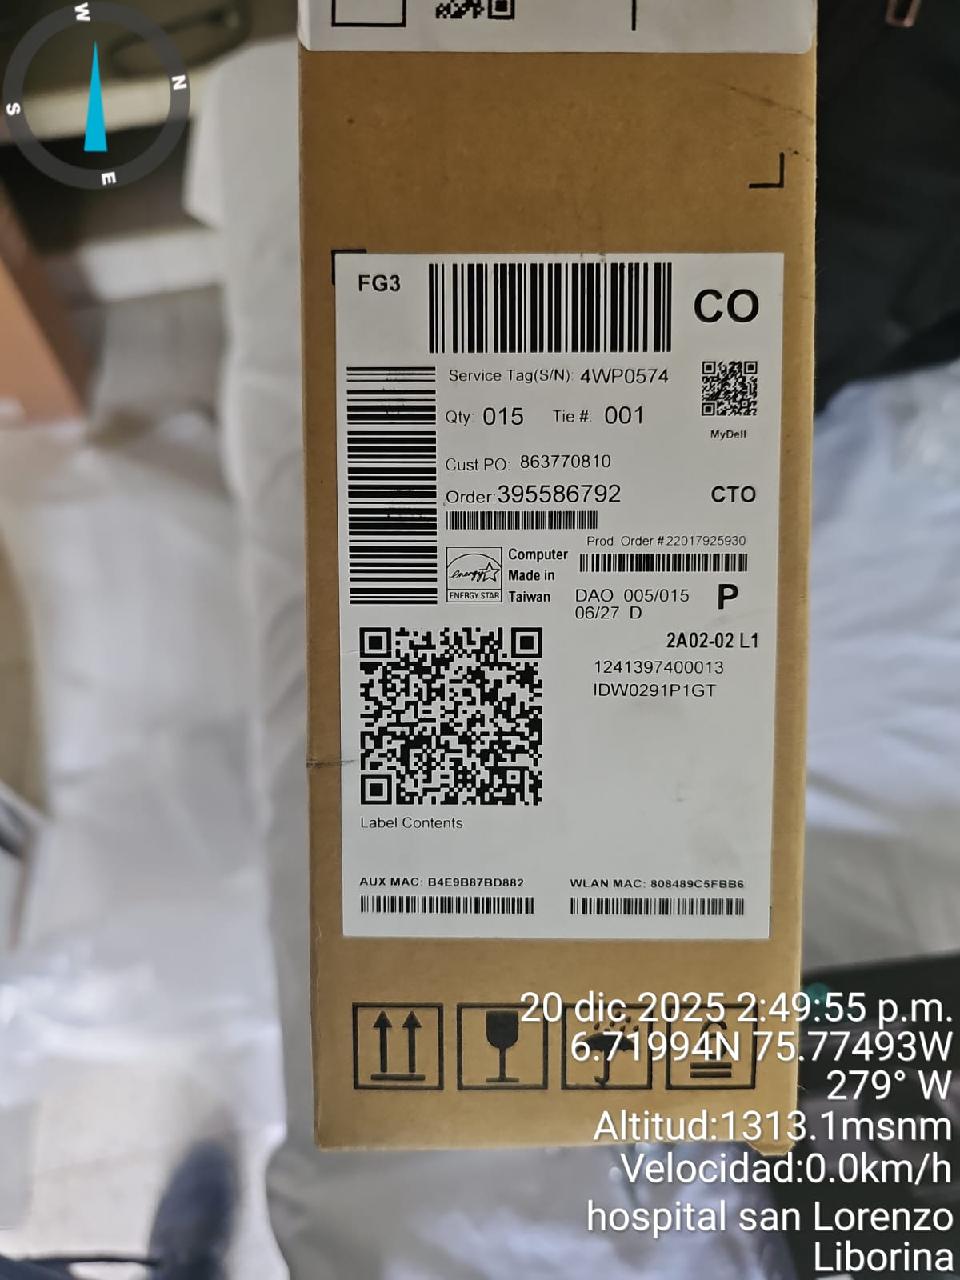 W
N
S
E
FG3
CO
Service Tag(S/N): 4WP0574
Qty: 015 Tie #. 001
MyDell
Cust PO: 863770810
Order:395586792 CTO
Prod. Order #22017925930
Computer
Made in
Taiwan
energy
ENERGY STAR
DAO 005/015 P
06/27 D
2A02-02 L1
1241397400013
IDW0291P1GT
Label Contents
AUX MAC: B4E9B87BD882 WLAN MAC: 808489C5FBB6
20 dic 2025 2:49:55 p.m.
6.71994N 75.77493W
279° W
Altitud:1313.1msnm
Velocidad:0.0km/h
hospital san Lorenzo
Liborina